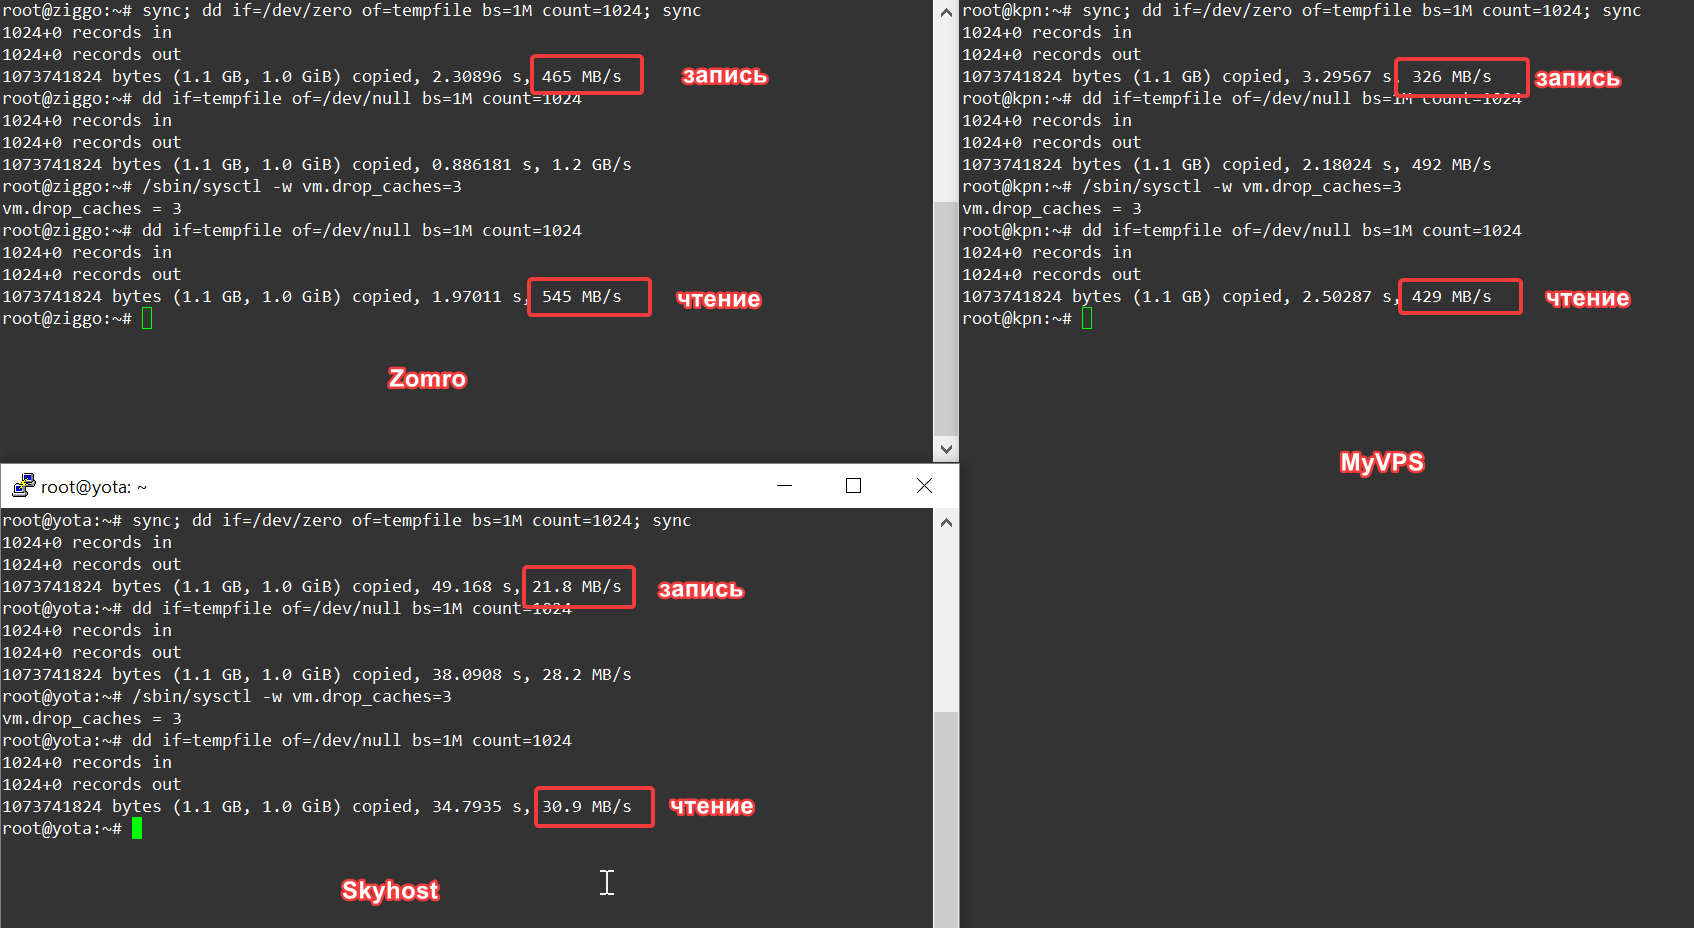 root@ziggo:~# sync; dd if=/dev/zero of=tempfile bs=1M count=1024; sync
1024+0 records in
1024+0 records out
1073741824 bytes (1.1 GB, 1.0 GiB) copied, 2.30896 s, 465 MB/s
запись
root@ziggo:~# dd if=tempfile of=/dev/null bs=1M count=1024
1024+0 records in
1024+0 records out
1073741824 bytes (1.1 GB, 1.0 GiB) copied, 0.886181 s, 1.2 GB/s
root@ziggo:~# /sbin/sysctl -w vm.drop_caches=3
vm.drop_caches = 3
root@ziggo:~# dd if=tempfile of=/dev/null bs=1M count=1024
1024+0 records in
1024+0 records out
1073741824 bytes (1.1 GB, 1.0 GiB) copied, 1.97011 s, 545 MB/s
чтение
root@ziggo:~#
Zomro
root@kpn:~# sync; dd if=/dev/zero of=tempfile bs=1M count=1024; sync
1024+0 records in
1024+0 records out
1073741824 bytes (1.1 GB) copied, 3.29567 s, 326 MB/s
запись
root@kpn:~# dd if=tempfile of=/dev/null bs=1M count=1024
1024+0 records in
1024+0 records out
1073741824 bytes (1.1 GB) copied, 2.18024 s, 492 MB/s
root@kpn:~# /sbin/sysctl -w vm.drop_caches=3
vm.drop_caches = 3
root@kpn:~# dd if=tempfile of=/dev/null bs=1M count=1024
1024+0 records in
1024+0 records out
1073741824 bytes (1.1 GB) copied, 2.50287 s, 429 MB/s
чтение
root@kpn:~#
MyVPS
root@yota: ~
root@yota:~# sync; dd if=/dev/zero of=tempfile bs=1M count=1024; sync
1024+0 records in
1024+0 records out
1073741824 bytes (1.1 GB, 1.0 GiB) copied, 49.168 s, 21.8 MB/s
запись
root@yota:~# dd if=tempfile of=/dev/null bs=1M count=1024
1024+0 records in
1024+0 records out
1073741824 bytes (1.1 GB, 1.0 GiB) copied, 38.0908 s, 28.2 MB/s
root@yota:~# /sbin/sysctl -w vm.drop_caches=3
vm.drop_caches = 3
root@yota:~# dd if=tempfile of=/dev/null bs=1M count=1024
1024+0 records in
1024+0 records out
1073741824 bytes (1.1 GB, 1.0 GiB) copied, 34.7935 s, 30.9 MB/s
чтение
root@yota:~#
Skyhost